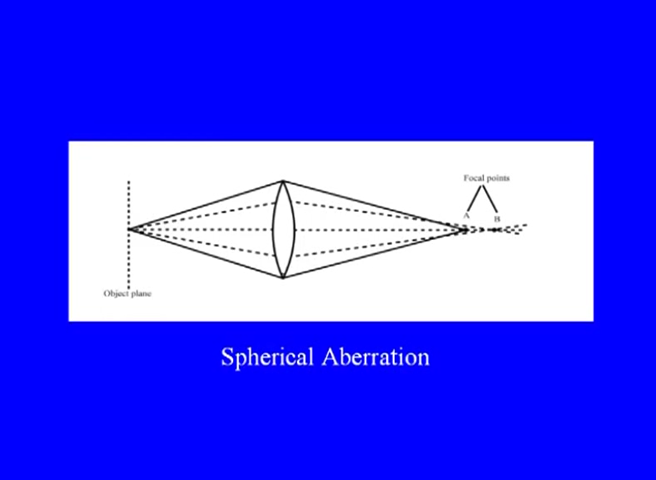 Focal points
A
B
Object plane
Spherical Aberration